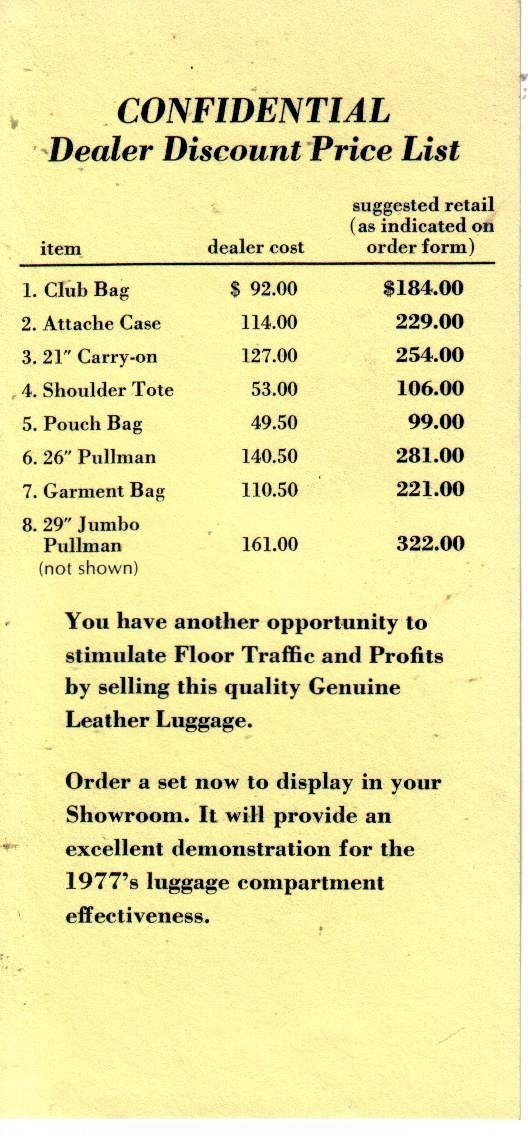 CONFIDENTIAL
Dealer Discount Price List
suggested retail
(as indicated on
item dealer cost order form)
1. Club Bag $ 92.00 $184.00
2. Attache Case 114.00 229.00
3. 21″ Carry-on 127.00 254.00
4. Shoulder Tote 53.00 106.00
5. Pouch Bag 49.50 99.00
6. 26″ Pullman 140.50 281.00
7. Garment Bag 110.50 221.00
8. 29″ Jumbo
Pullman 161.00 322.00
(not shown)
You have another opportunity to
stimulate Floor Traffic and Profits
by selling this quality Genuine
Leather Luggage.
Order a set now to display in your
Showroom. It will provide an
excellent demonstration for the
1977's luggage compartment
effectiveness.